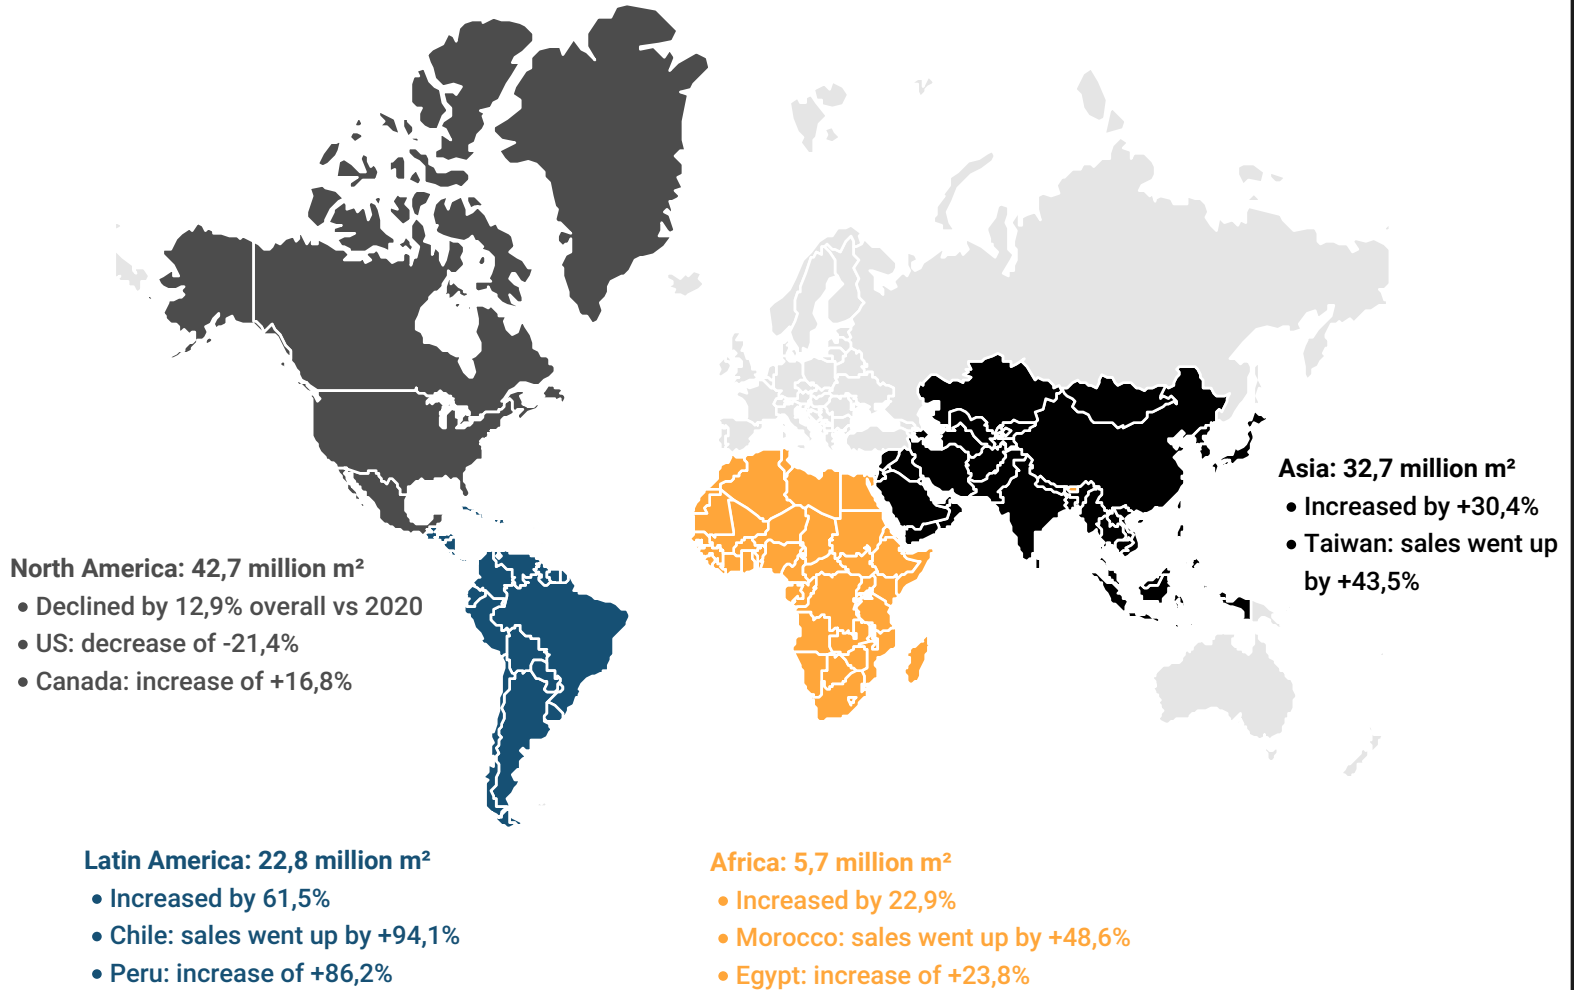 Asia: 32,7 million m²
• Increased by +30,4%
• Taiwan: sales went up
by +43,5%
North America: 42,7 million m²
• Declined by 12,9% overall vs 2020
• US: decrease of -21,4%
• Canada: increase of +16,8%
Latin America: 22,8 million m²
• Increased by 61,5%
• Chile: sales went up by +94,1%
• Peru: increase of +86,2%
Africa: 5,7 million m²
• Increased by 22,9%
• Morocco: sales went up by +48,6%
• Egypt: increase of +23,8%